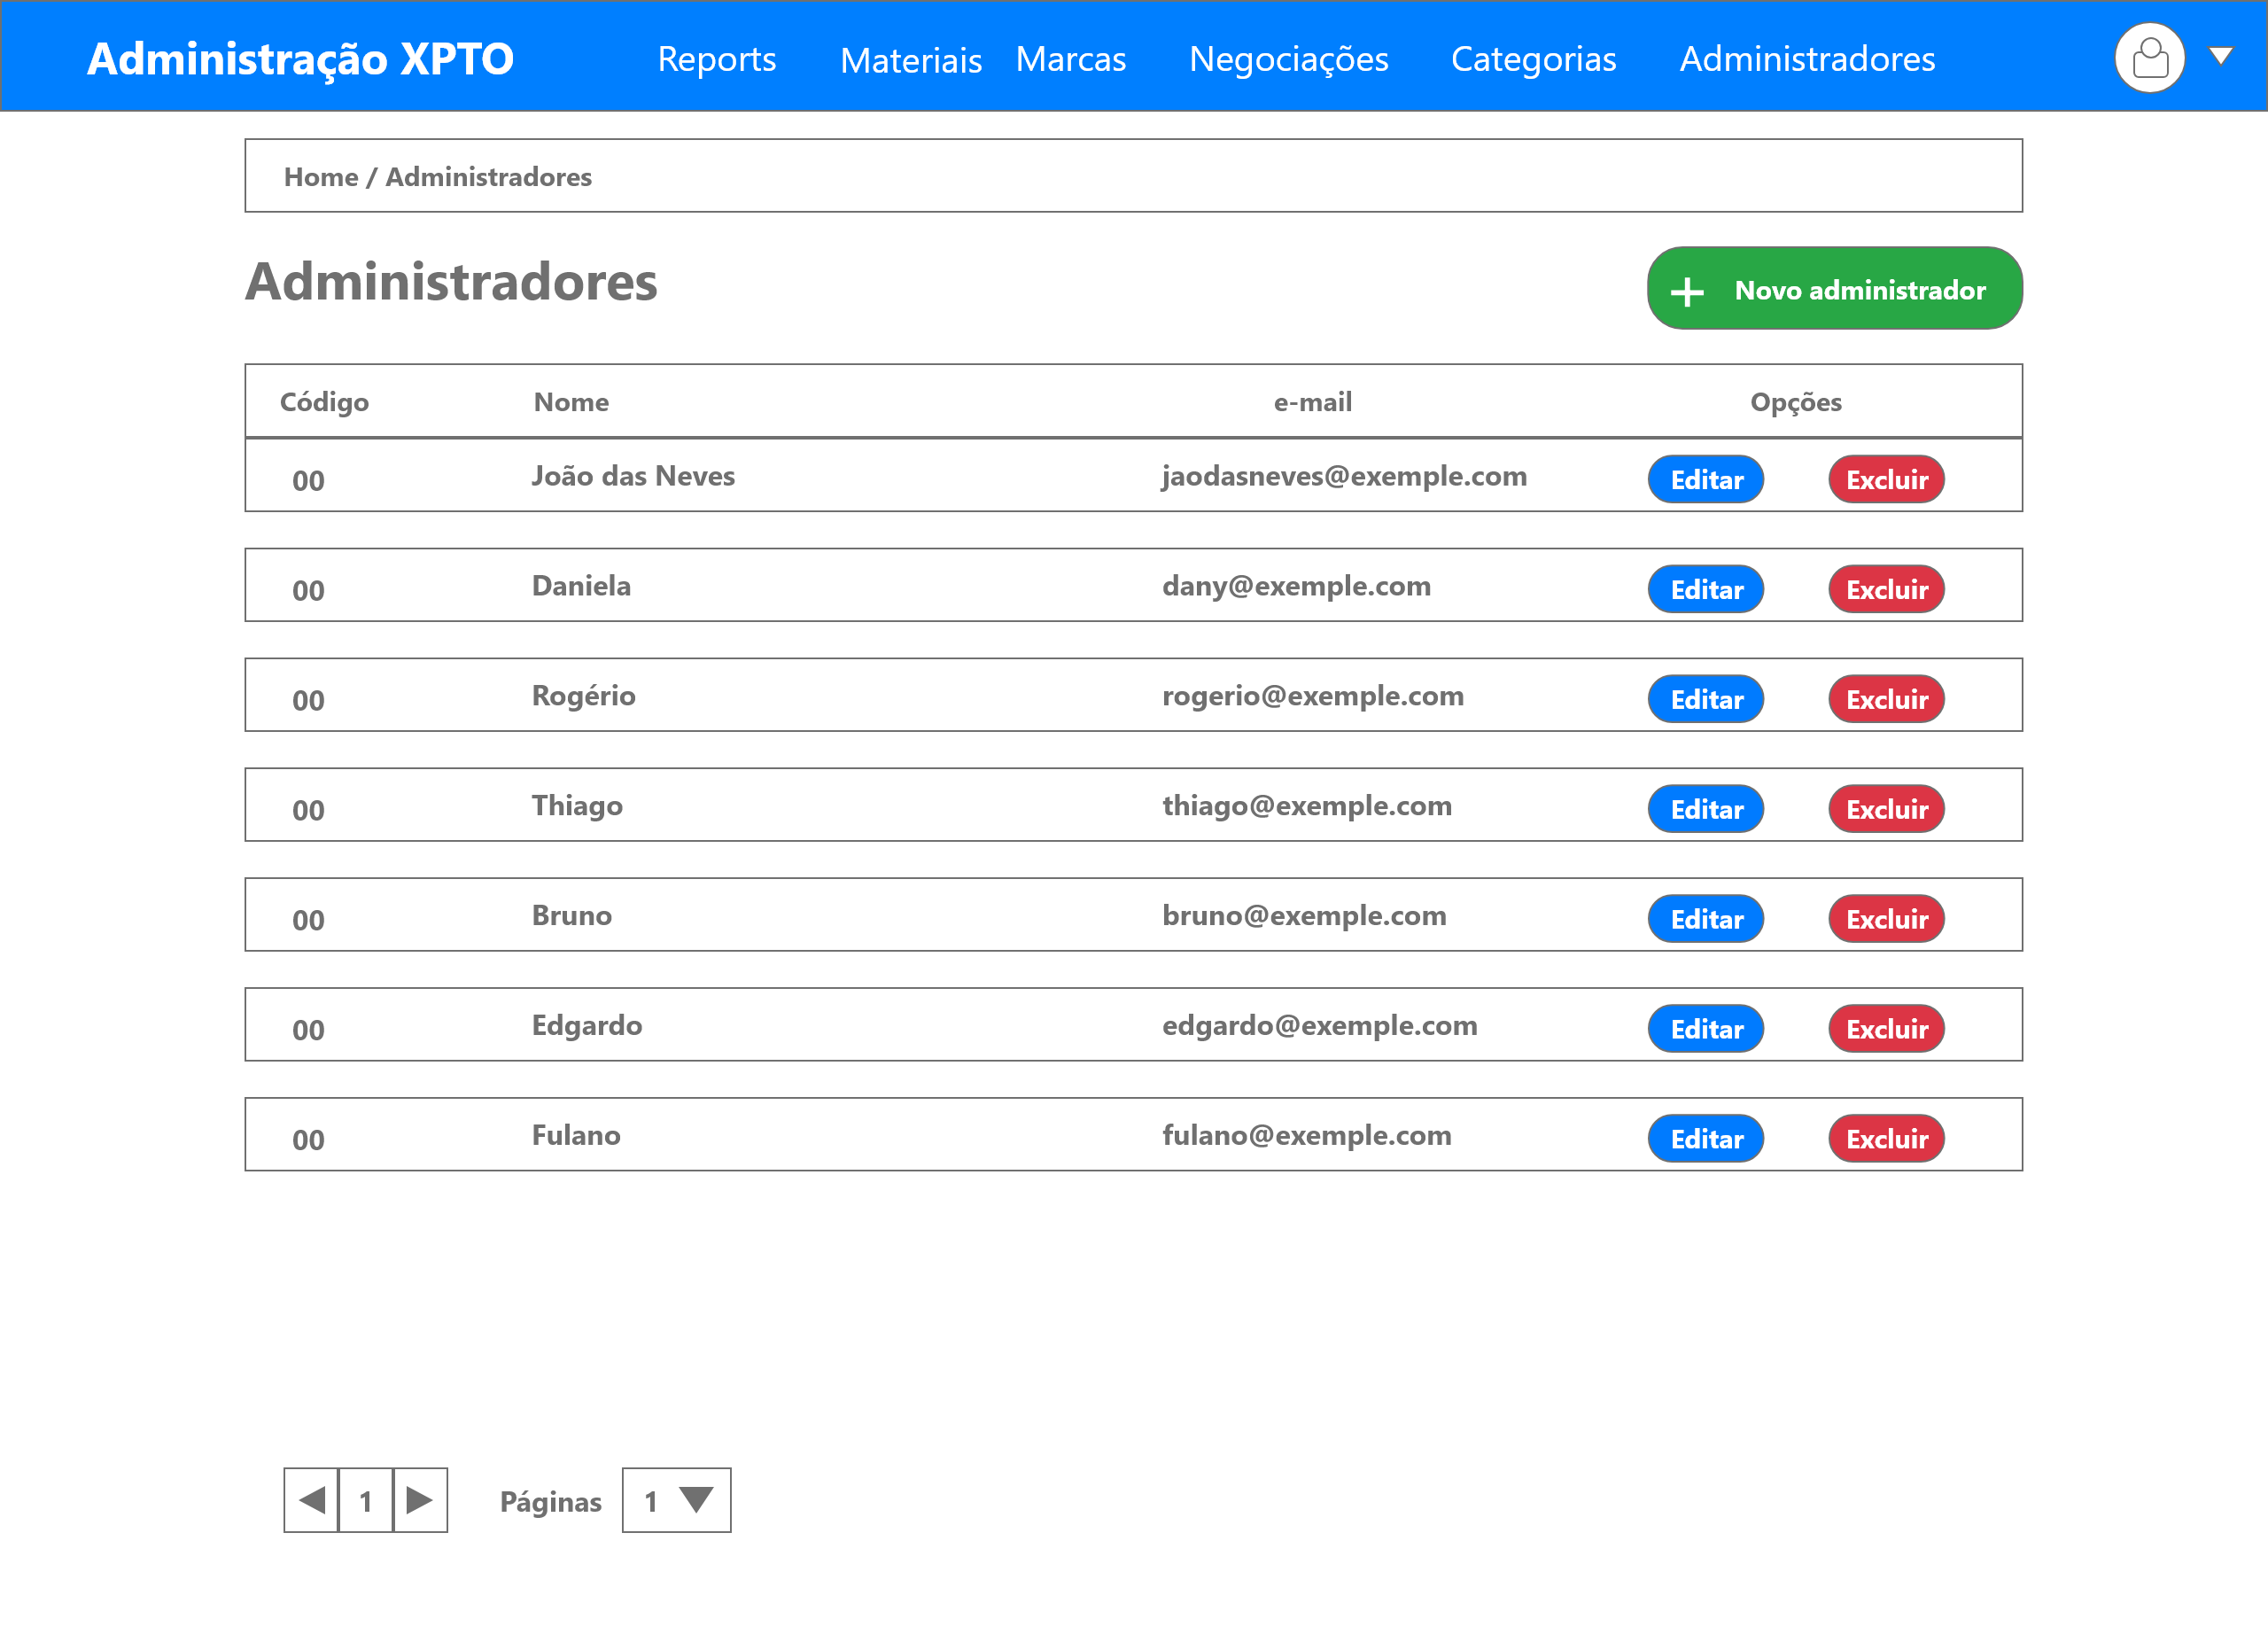 Administração XPTO Reports Materiais Marcas Negociações Categorias Administradores
Home / Administradores
Administradores
+ Novo administrador
Código Nome e-mail Opções
00 João das Neves jaodasneves@exemple.com Editar Excluir
00 Daniela dany@exemple.com Editar Excluir
00 Rogério rogerio@exemple.com Editar Excluir
00 Thiago thiago@exemple.com Editar Excluir
00 Bruno bruno@exemple.com Editar Excluir
00 Edgardo edgardo@exemple.com Editar Excluir
00 Fulano fulano@exemple.com Editar Excluir
1 Páginas 1